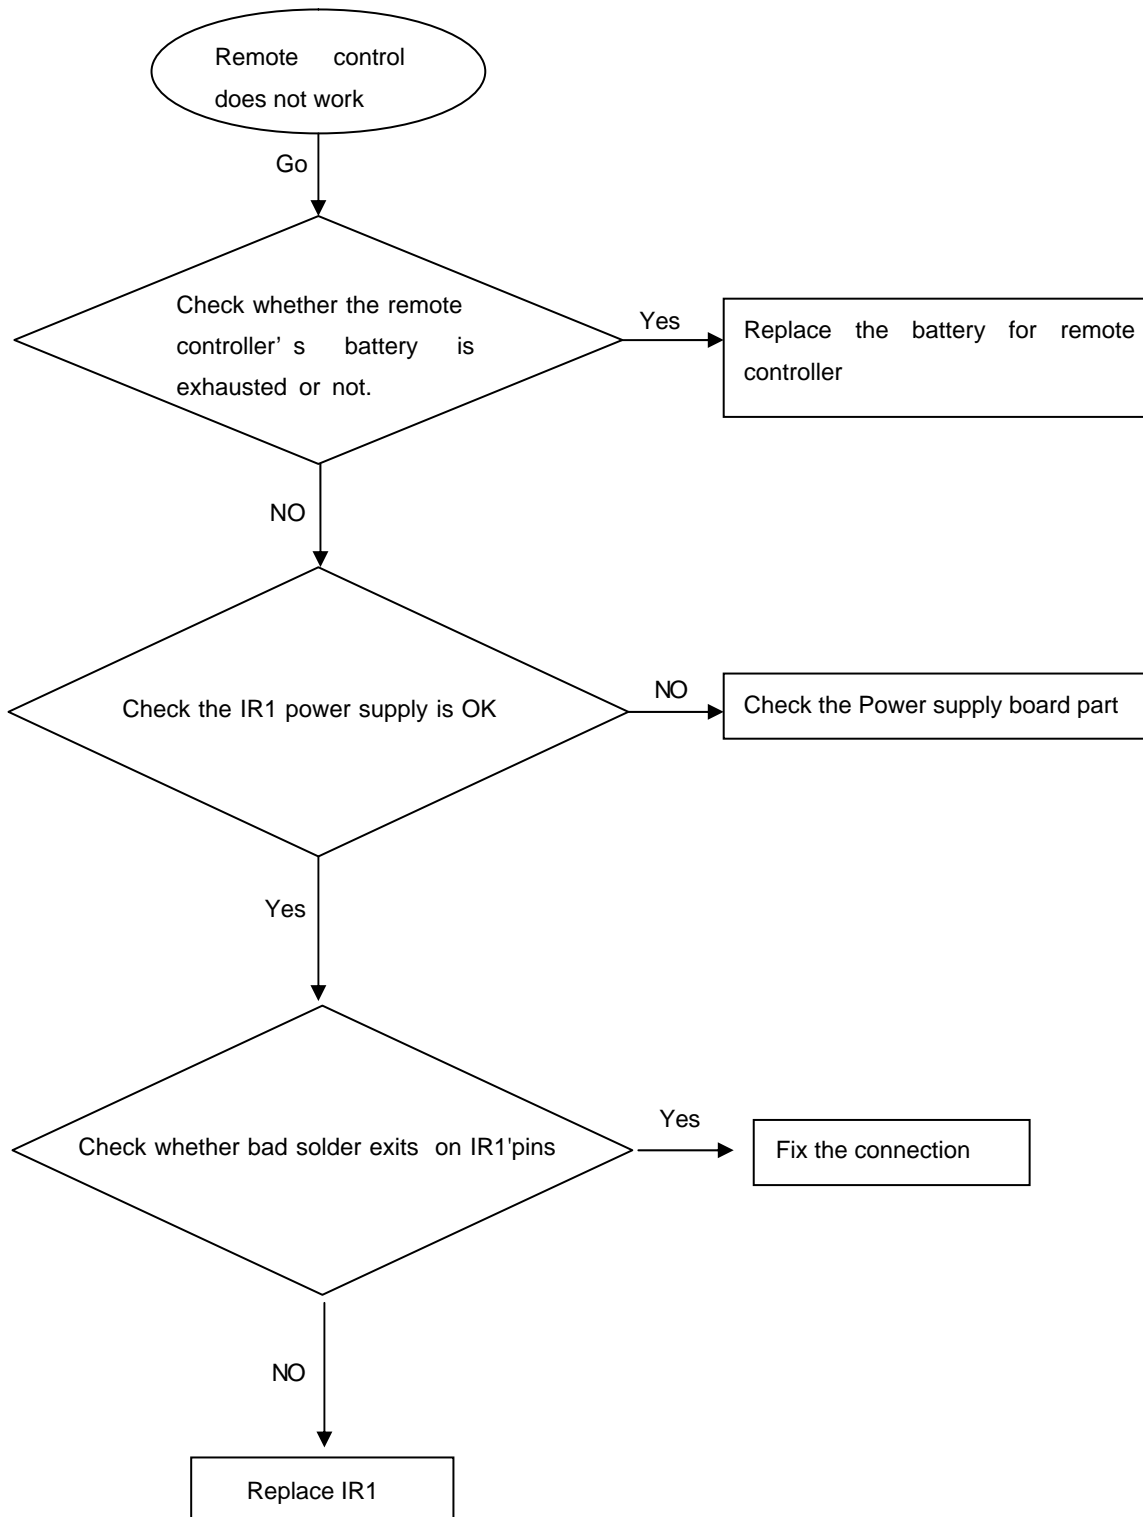 Remote control
does not work
Go
Check whether the remote
controller’ s battery is
exhausted or not.
Yes
Replace the battery for remote
controller
NO
Check the IR1 power supply is OK
NO
Check the Power supply board part
Yes
Check whether bad solder exits on IR1'pins
Yes
Fix the connection
NO
Replace IR1